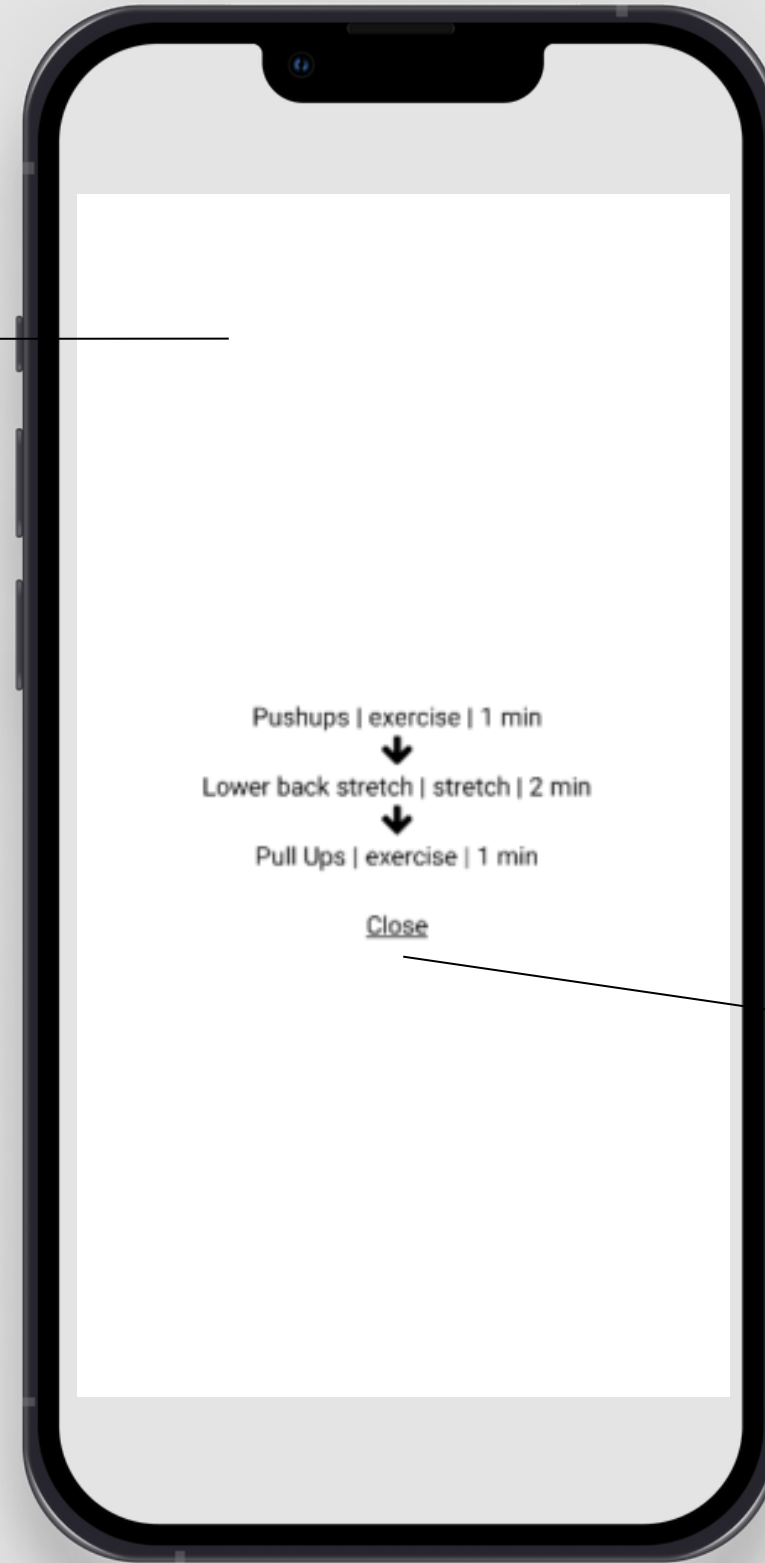 Pushups | exercise | 1 min
Lower back stretch | stretch | 2 min
Pull Ups | exercise | 1 min
Close